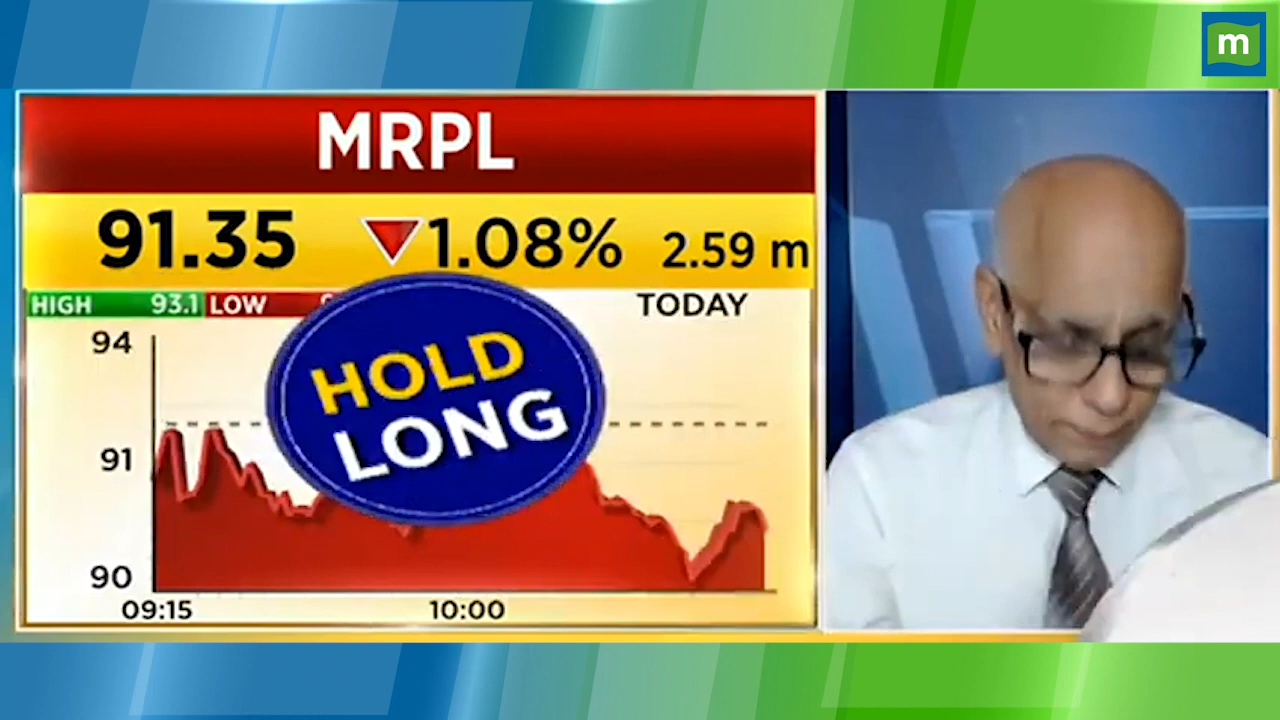 m
MRPL
91.35 ▼1.08% 2.59 m
HIGH 93.1 LOW
TODAY
HOLD
LONG
94
91
90
09:15 10:00